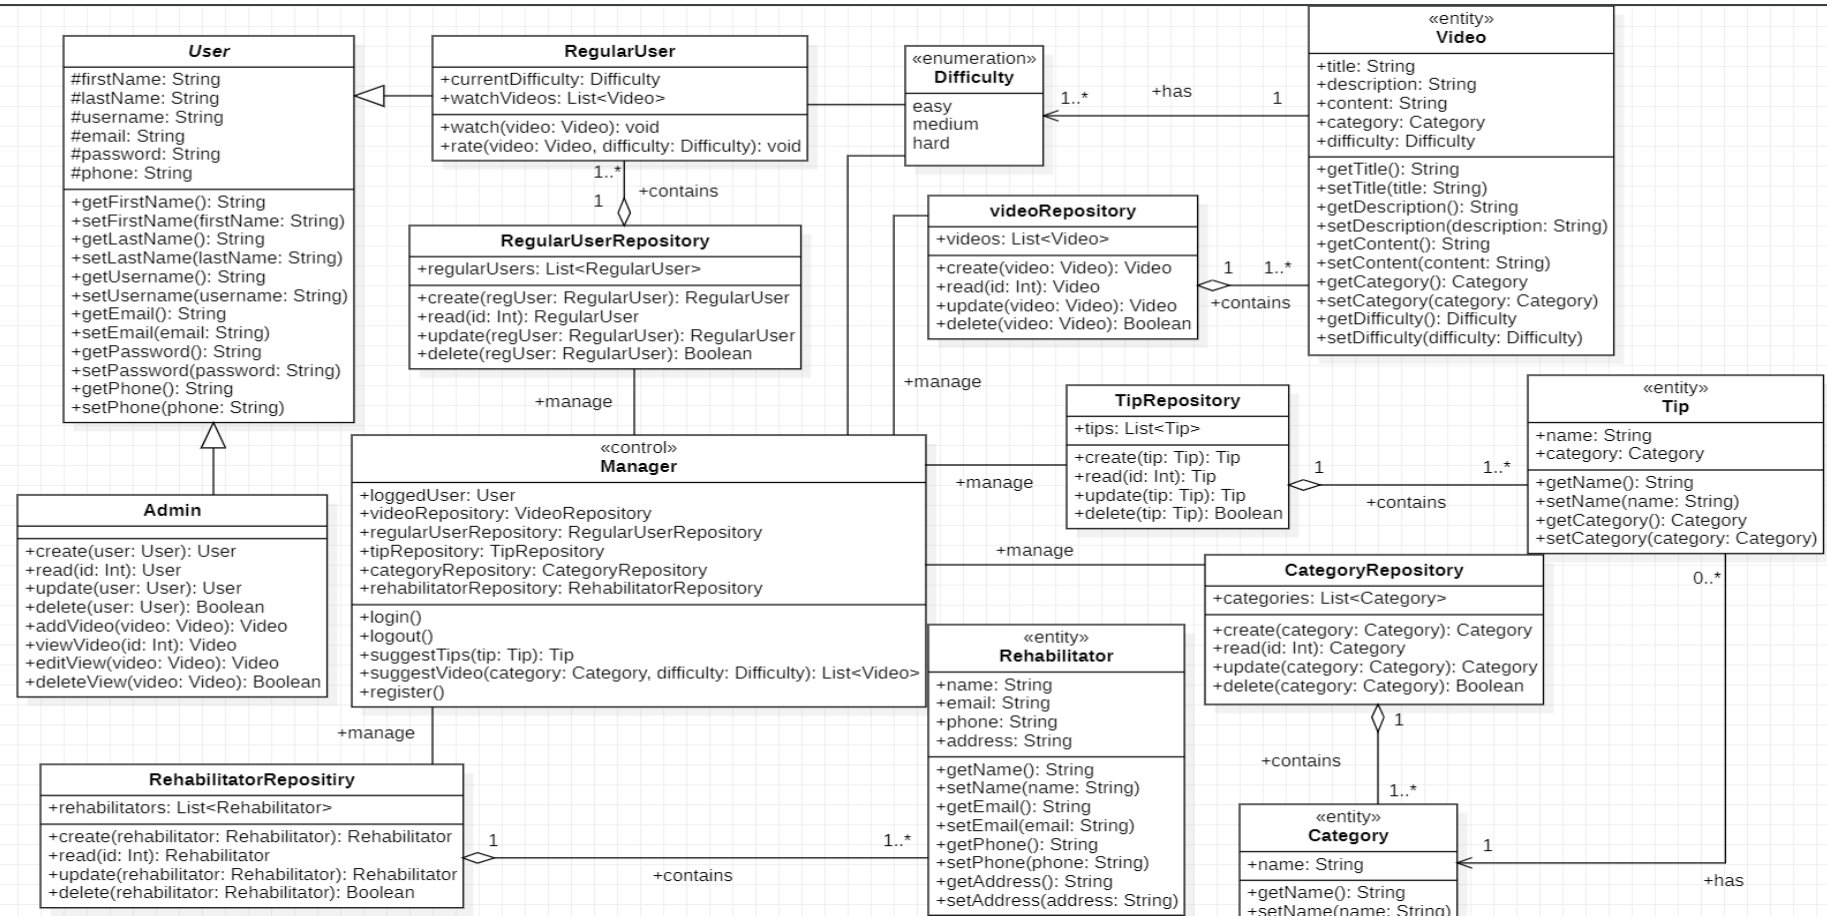 User
#firstName: String
#lastName: String
#username: String
#email: String
#password: String
#phone: String
+getFirstName(): String
+setFirstName(firstName: String)
+getLastName(): String
+setLastName(lastName: String)
+getUsername(): String
+setUsername(username: String)
+getEmail(): String
+setEmail(email: String)
+getPassword(): String
+setPassword(password: String)
+getPhone(): String
+setPhone(phone: String)
RegularUser
+currentDifficulty: Difficulty
+watchVideos: List<Video>
+watch(video: Video): void
+rate(video: Video, difficulty: Difficulty): void
1..*
+contains
1
RegularUserRepository
+regularUsers: List<RegularUser>
+create(regUser: RegularUser): RegularUser
+read(id: Int): RegularUser
+update(regUser: RegularUser): RegularUser
+delete(regUser: RegularUser): Boolean
+manage
«enumeration»
Difficulty
easy
medium
hard
1..*
+has
1
«entity»
Video
+title: String
+description: String
+content: String
+category: Category
+difficulty: Difficulty
+getTitle(): String
+setTitle(title: String)
+getDescription(): String
+setDescription(description: String)
+getContent(): String
+setContent(content: String)
+getCategory(): Category
+setCategory(category: Category)
+getDifficulty(): Difficulty
+setDifficulty(difficulty: Difficulty)
videoRepository
+videos: List<Video>
+create(video: Video): Video
+read(id: Int): Video
+update(video: Video): Video
+delete(video: Video): Boolean
1
1..*
+contains
+manage
TipRepository
+tips: List<Tip>
+create(tip: Tip): Tip
+read(id: Int): Tip
+update(tip: Tip): Tip
+delete(tip: Tip): Boolean
+manage
1
1..*
+contains
«entity»
Tip
+name: String
+category: Category
+getName(): String
+setName(name: String)
+getCategory(): Category
+setCategory(category: Category)
0..*
«control»
Manager
+loggedUser: User
+videoRepository: VideoRepository
+regularUserRepository: RegularUserRepository
+tipRepository: TipRepository
+categoryRepository: CategoryRepository
+rehabilitatorRepository: RehabilitatorRepository
+login()
+logout()
+suggestTips(tip: Tip): Tip
+suggestVideo(category: Category, difficulty: Difficulty): List<Video>
+register()
Admin
+create(user: User): User
+read(id: Int): User
+update(user: User): User
+delete(user: User): Boolean
+addVideo(video: Video): Video
+viewVideo(id: Int): Video
+editView(video: Video): Video
+deleteView(video: Video): Boolean
+manage
CategoryRepository
+categories: List<Category>
+create(category: Category): Category
+read(id: Int): Category
+update(category: Category): Category
+delete(category: Category): Boolean
1
+contains
1..*
«entity»
Rehabilitator
+name: String
+email: String
+phone: String
+address: String
+getName(): String
+setName(name: String)
+getEmail(): String
+setEmail(email: String)
+getPhone(): String
+setPhone(phone: String)
+getAddress(): String
+setAddress(address: String)
+manage
RehabilitatorRepositiry
+rehabilitators: List<Rehabilitator>
+create(rehabilitator: Rehabilitator): Rehabilitator
+read(id: Int): Rehabilitator
+update(rehabilitator: Rehabilitator): Rehabilitator
+delete(rehabilitator: Rehabilitator): Boolean
1
1..*
+contains
«entity»
Category
+name: String
+getName(): String
+setName(name: String)
1
+has